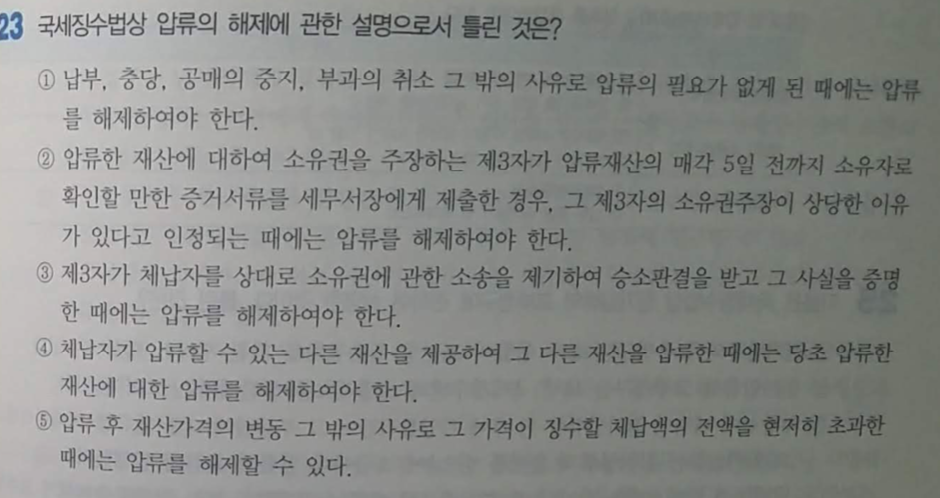 23 국세징수법상 압류의 해제에 관한 설명으로서 틀린 것은?
① 납부, 충당, 공매의 중지, 부과의 취소 그 밖의 사유로 압류의 필요가 없게 된 때에는 압류
를 해제하여야 한다.
② 압류한 재산에 대하여 소유권을 주장하는 제3자가 압류재산의 매각 5일 전까지 소유자로
확인할 만한 증거서류를 세무서장에게 제출한 경우, 그 제3자의 소유권주장이 상당한 이유
가 있다고 인정되는 때에는 압류를 해제하여야 한다.
③ 제3자가 체납자를 상대로 소유권에 관한 소송을 제기하여 승소판결을 받고 그 사실을 증명
한 때에는 압류를 해제하여야 한다.
④ 체납자가 압류할 수 있는 다른 재산을 제공하여 그 다른 재산을 압류한 때에는 당초 압류한
재산에 대한 압류를 해제하여야 한다.
⑤ 압류 후 재산가격의 변동 그 밖의 사유로 그 가격이 징수할 체납액의 전액을 현저히 초과한
때에는 압류를 해제할 수 있다.